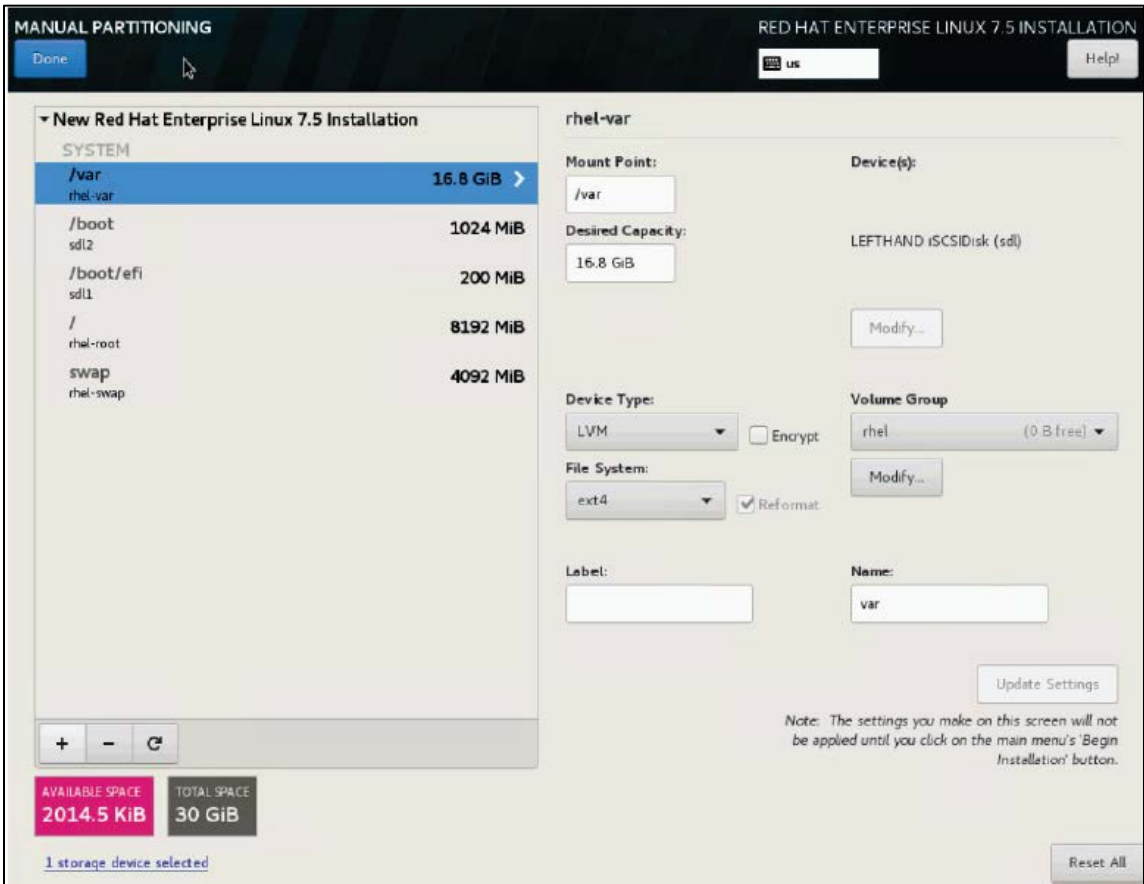 MANUAL PARTITIONING
RED HAT ENTERPRISE LINUX 7.5 INSTALLATION
Done
us
Help!
New Red Hat Enterprise Linux 7.5 Installation
SYSTEM
/var
16.8 GiB
rhel-var
/boot
1024 MiB
sdl2
/boot/efi
200 MiB
sdl1
/
8192 MiB
rhel-root
swap
4092 MiB
rhel-swap
rhel-var
Mount Point:
Device(s):
/var
Desired Capacity:
LEFTHAND iSCSIDisk (sdl)
16.8 GiB
Modify...
Device Type:
Volume Group
LVM
Encrypt
rhel (0 B free)
File System:
Modify...
ext4
Reformat
Label:
Name:
var
Update Settings
Note: The settings you make on this screen will not
be applied until you click on the main menu's 'Begin
Installation' button.
+ −
AVAILABLE SPACE
2014.5 KiB
TOTAL SPACE
30 GiB
1 storage device selected
Reset All